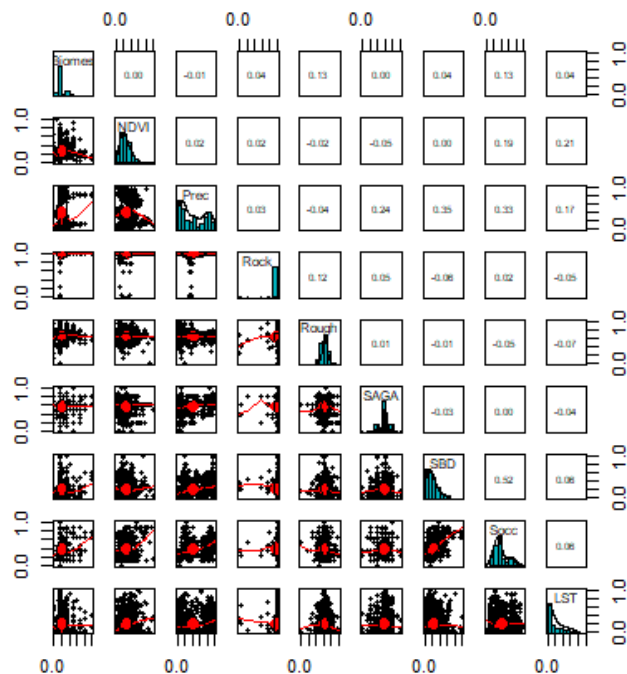 0.0 0.0 0.0 0.0
Biomes 0.00 -0.01 0.04 0.13 0.00 0.04 0.13 0.04 0.0 1.0
1.0 0.0 NDVI 0.02 0.02 -0.02 -0.05 0.00 0.19 0.21
Prec 0.03 -0.04 0.24 0.35 0.33 0.17 0.0 1.0
1.0 0.0 Rock 0.12 0.05 -0.06 0.02 -0.05
Rough 0.01 -0.01 -0.05 -0.07 0.0 1.0
1.0 0.0 SAGA -0.03 0.00 -0.04
SBD 0.52 0.06 0.0 1.0
1.0 0.0 0.06
LST 0.0 1.0
0.0 0.0 0.0 0.0 0.0